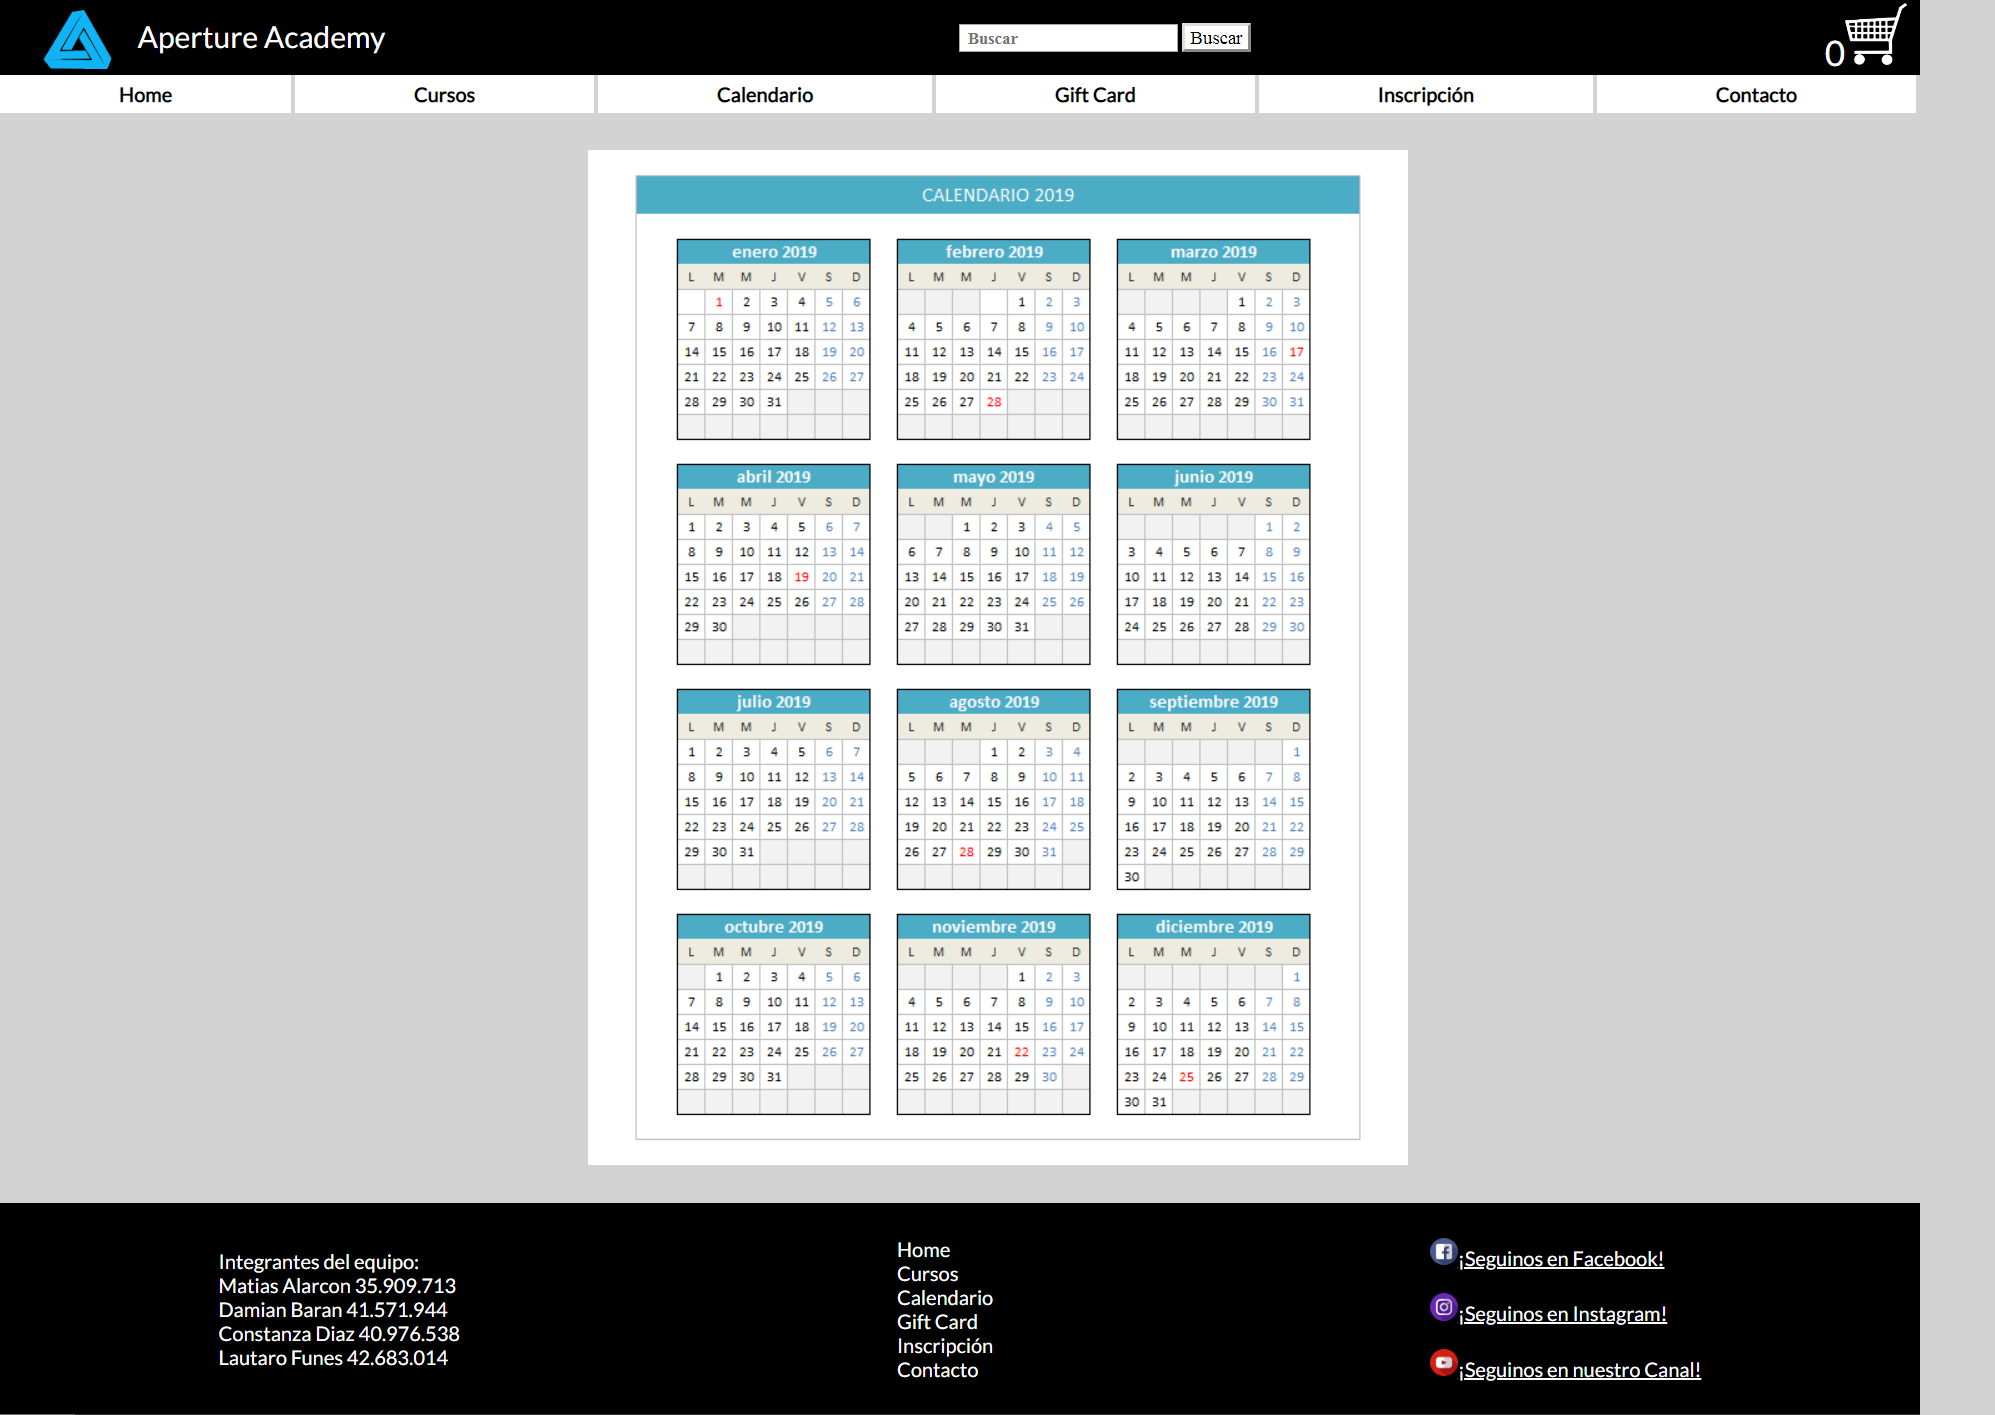 Aperture Academy
Buscar Buscar
0
Home Cursos Calendario Gift Card Inscripción Contacto
CALENDARIO 2019
enero 2019 febrero 2019 marzo 2019
L M M J V S D L M M J V S D L M M J V S D
1 2 3 4 5 6 1 2 3 1 2 3
7 8 9 10 11 12 13 4 5 6 7 8 9 10 4 5 6 7 8 9 10
14 15 16 17 18 19 20 11 12 13 14 15 16 17 11 12 13 14 15 16 17
21 22 23 24 25 26 27 18 19 20 21 22 23 24 18 19 20 21 22 23 24
28 29 30 31 25 26 27 28 25 26 27 28 29 30 31
abril 2019 mayo 2019 junio 2019
L M M J V S D L M M J V S D L M M J V S D
1 2 3 4 5 6 7 1 2 3 4 5 1 2
8 9 10 11 12 13 14 6 7 8 9 10 11 12 3 4 5 6 7 8 9
15 16 17 18 19 20 21 13 14 15 16 17 18 19 10 11 12 13 14 15 16
22 23 24 25 26 27 28 20 21 22 23 24 25 26 17 18 19 20 21 22 23
29 30 27 28 29 30 31 24 25 26 27 28 29 30
julio 2019 agosto 2019 septiembre 2019
L M M J V S D L M M J V S D L M M J V S D
1 2 3 4 5 6 7 1 2 3 4 1
8 9 10 11 12 13 14 5 6 7 8 9 10 11 2 3 4 5 6 7 8
15 16 17 18 19 20 21 12 13 14 15 16 17 18 9 10 11 12 13 14 15
22 23 24 25 26 27 28 19 20 21 22 23 24 25 16 17 18 19 20 21 22
29 30 31 26 27 28 29 30 31 23 24 25 26 27 28 29
30
octubre 2019 noviembre 2019 diciembre 2019
L M M J V S D L M M J V S D L M M J V S D
1 2 3 4 5 6 1 2 3 1
7 8 9 10 11 12 13 4 5 6 7 8 9 10 2 3 4 5 6 7 8
14 15 16 17 18 19 20 11 12 13 14 15 16 17 9 10 11 12 13 14 15
21 22 23 24 25 26 27 18 19 20 21 22 23 24 16 17 18 19 20 21 22
28 29 30 31 25 26 27 28 29 30 23 24 25 26 27 28 29
30 31
Integrantes del equipo:
Matias Alarcon 35.909.713
Damian Baran 41.571.944
Constanza Diaz 40.976.538
Lautaro Funes 42.683.014
Home
Cursos
Calendario
Gift Card
Inscripción
Contacto
¡Seguinos en Facebook!
¡Seguinos en Instagram!
¡Seguinos en nuestro Canal!